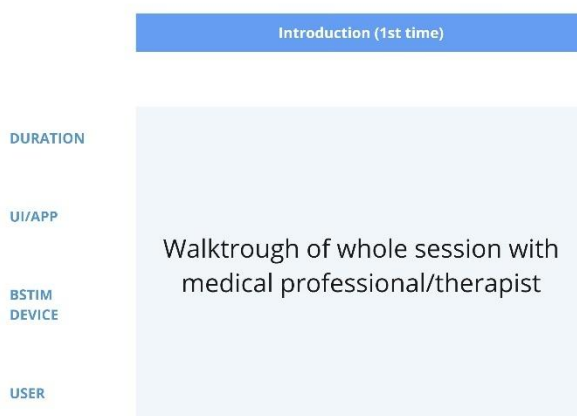 Introduction (1st time)
DURATION
UI/APP
Walktrough of whole session with
medical professional/therapist
BSTIM
DEVICE
USER